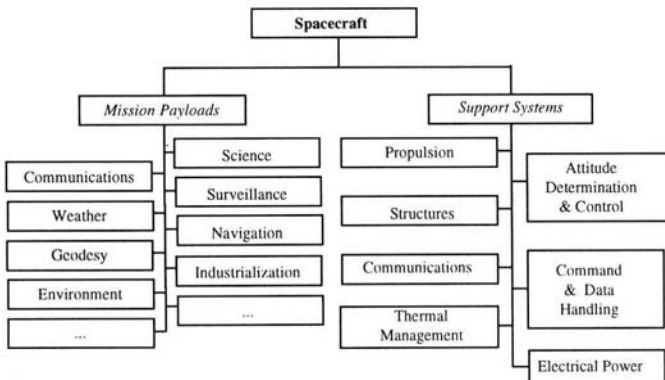 Spacecraft
Mission Payloads
Support Systems
Science
Communications
Surveillance
Weather
Navigation
Geodesy
Industrialization
Environment
...
...
Propulsion
Attitude
Determination
& Control
Structures
Communications
Command
& Data
Handling
Thermal
Management
Electrical Power